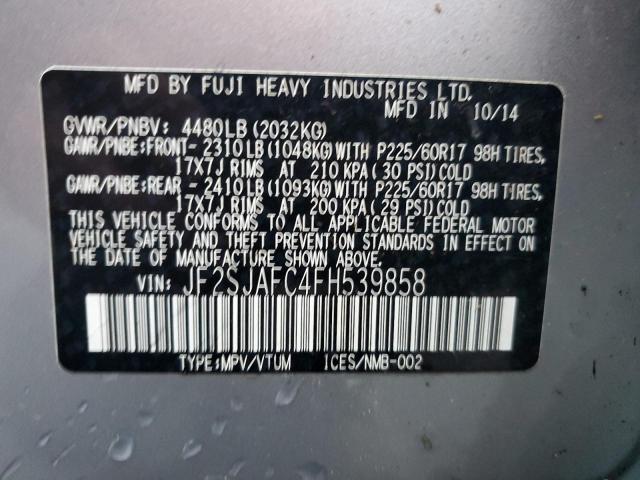 MFD BY FUJI HEAVY INDUSTRIES LTD.
MFD IN 10/14
GVWR/PNBV: 4480LB(2032KG)
GAWR/PNBE:FRONT- 2310LB(1048KG)WITH P225/60R17 98H TIRES,
17X7J RIMS AT 210 KPA(30 PSI)COLD
GAWR/PNBE:REAR - 2410LB(1093KG)WITH P225/60R17 98H TIRES,
17X7J RIMS AT 200 KPA(29 PSI)COLD
THIS VEHICLE CONFORMS TO ALL APPLICABLE FEDERAL MOTOR
VEHICLE SAFETY AND THEFT PREVENTION STANDARDS IN EFFECT
ON THE DATE OF MANUFACTURE SHOWN ABOVE.
VIN: JF2SJAFC4FH539858
TYPE:MPV/VTUM ICES/NMB-002